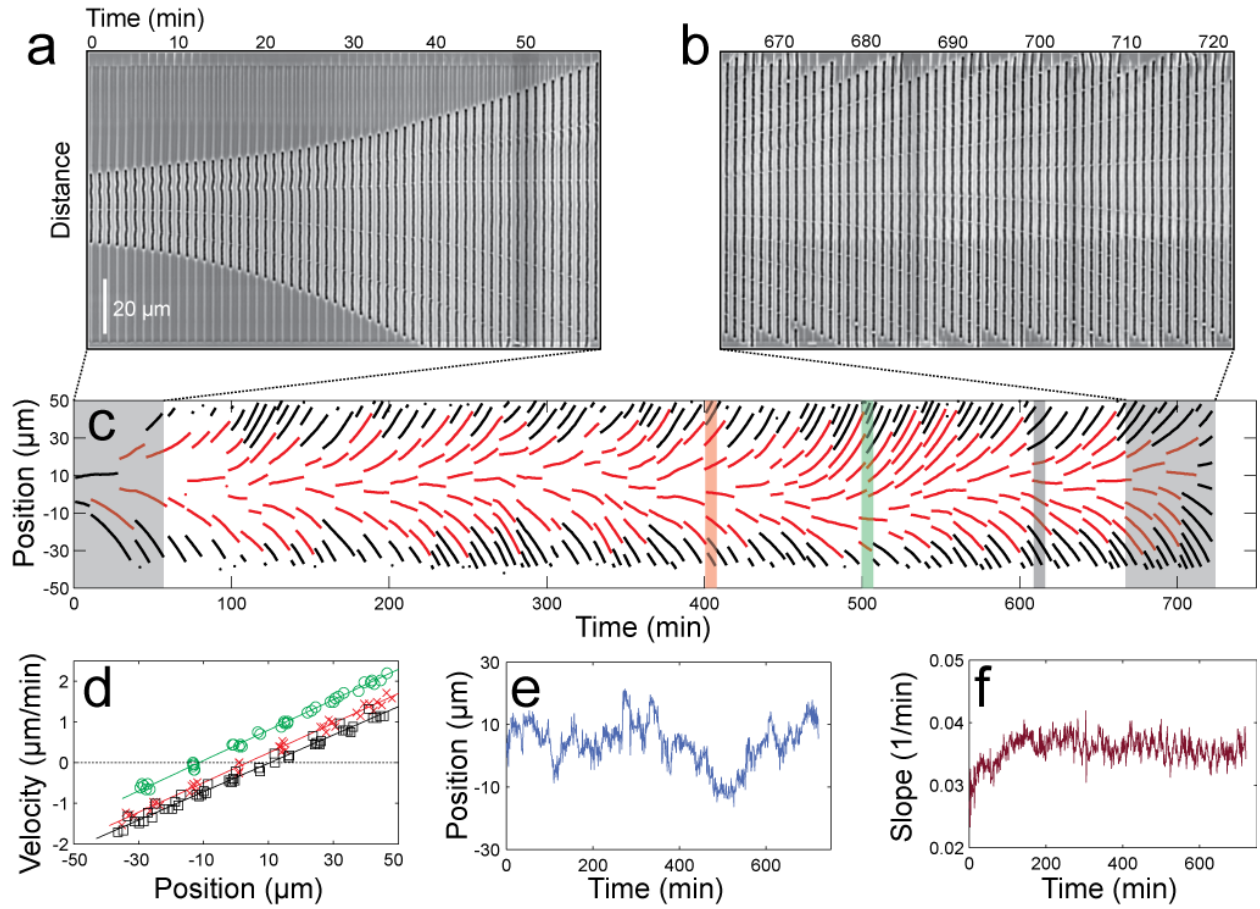 Time (min)
a
0 10 20 30 40 50
Distance
20 µm
b
670 680 690 700 710 720
c
Position (µm)
50
30
10
-10
-30
-50
0 100 200 300 400 500 600 700
Time (min)
d
Velocity (µm/min)
2
1
0
-1
-2
-50 -30 -10 10 30 50
Position (µm)
e
Position (µm)
30
10
-10
-30
0 200 400 600
Time (min)
f
Slope (1/min)
0.05
0.04
0.03
0.02
0 200 400 600
Time (min)